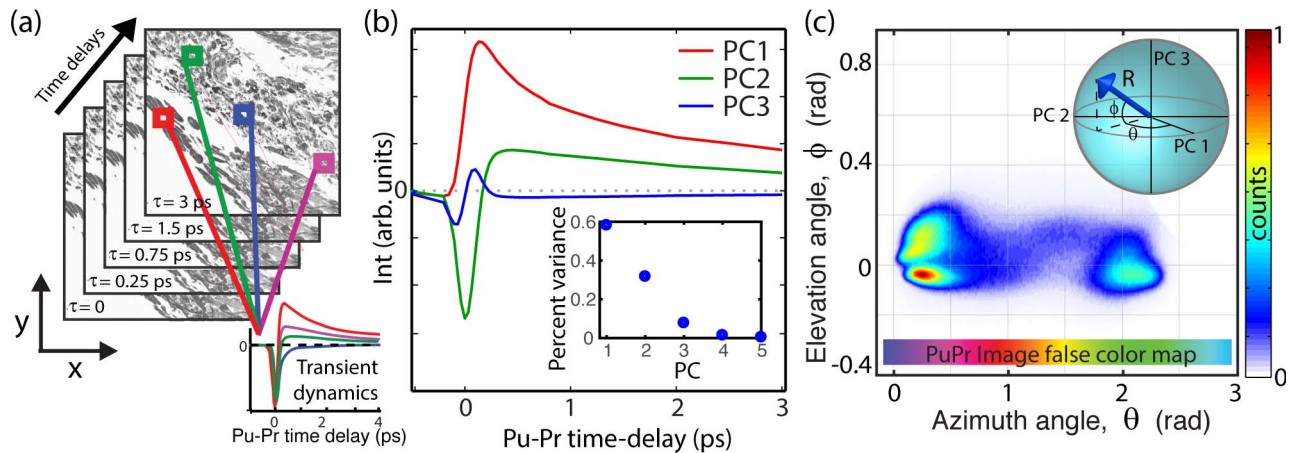 (a)
Time delays
τ = 3 ps
τ = 1.5 ps
τ = 0.75 ps
τ = 0.25 ps
τ = 0
y
x
0
Transient
dynamics
0 2 4
Pu-Pr time delay (ps)
(b)
PC1
PC2
PC3
Int (arb. units)
0
0.6
0.4
0.2
0
Percent variance
1 2 3 4 5
PC
0 1 2 3
Pu-Pr time-delay (ps)
(c)
Elevation angle, ϕ (rad)
0.8
0.4
0
-0.4
PC 3
R
ϕ
PC 2
θ
PC 1
PuPr Image false color map
0 1 2 3
Azimuth angle, θ (rad)
1
counts
0